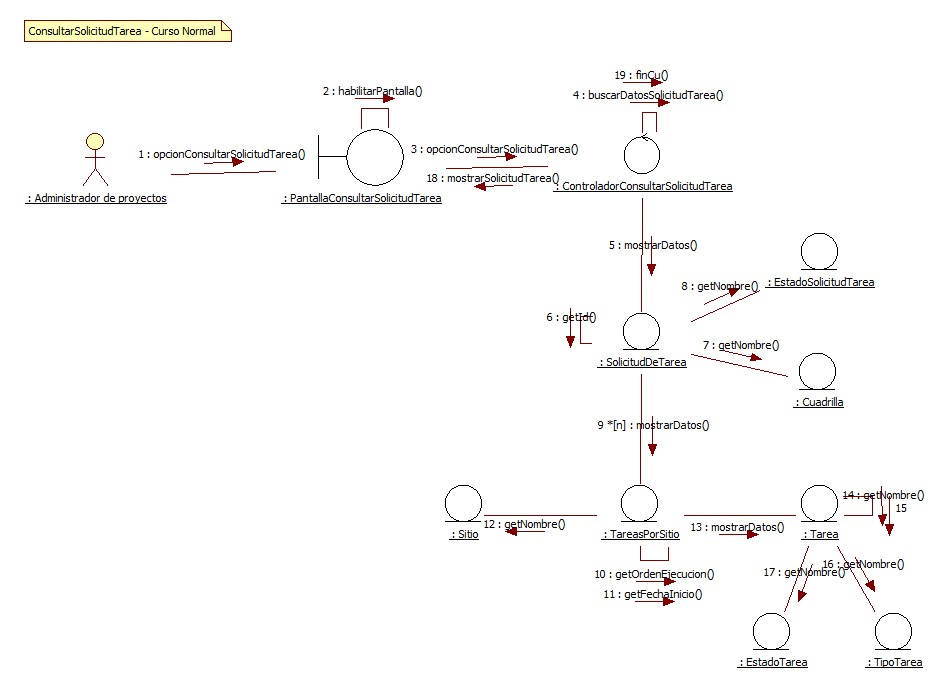 ConsultarSolicitudTarea - Curso Normal
19 : finCu()
2 : habilitarPantalla()
4 : buscarDatosSolicitudTarea()
1 : opcionConsultarSolicitudTarea()
3 : opcionConsultarSolicitudTarea()
18 : mostrarSolicitudTarea()
: Administrador de proyectos
: PantallaConsultarSolicitudTarea
: ControladorConsultarSolicitudTarea
5 : mostrarDatos()
8 : getNombre()
: EstadoSolicitudTarea
6 : getId()
7 : getNombre()
: SolicitudDeTarea
: Cuadrilla
9 *[n] : mostrarDatos()
14 : getNombre()
15
12 : getNombre()
13 : mostrarDatos()
: Sitio
: TareasPorSitio
: Tarea
10 : getOrdenEjecucion()
17 : getNombre()
16 : getNombre()
11 : getFechaInicio()
: EstadoTarea
: TipoTarea